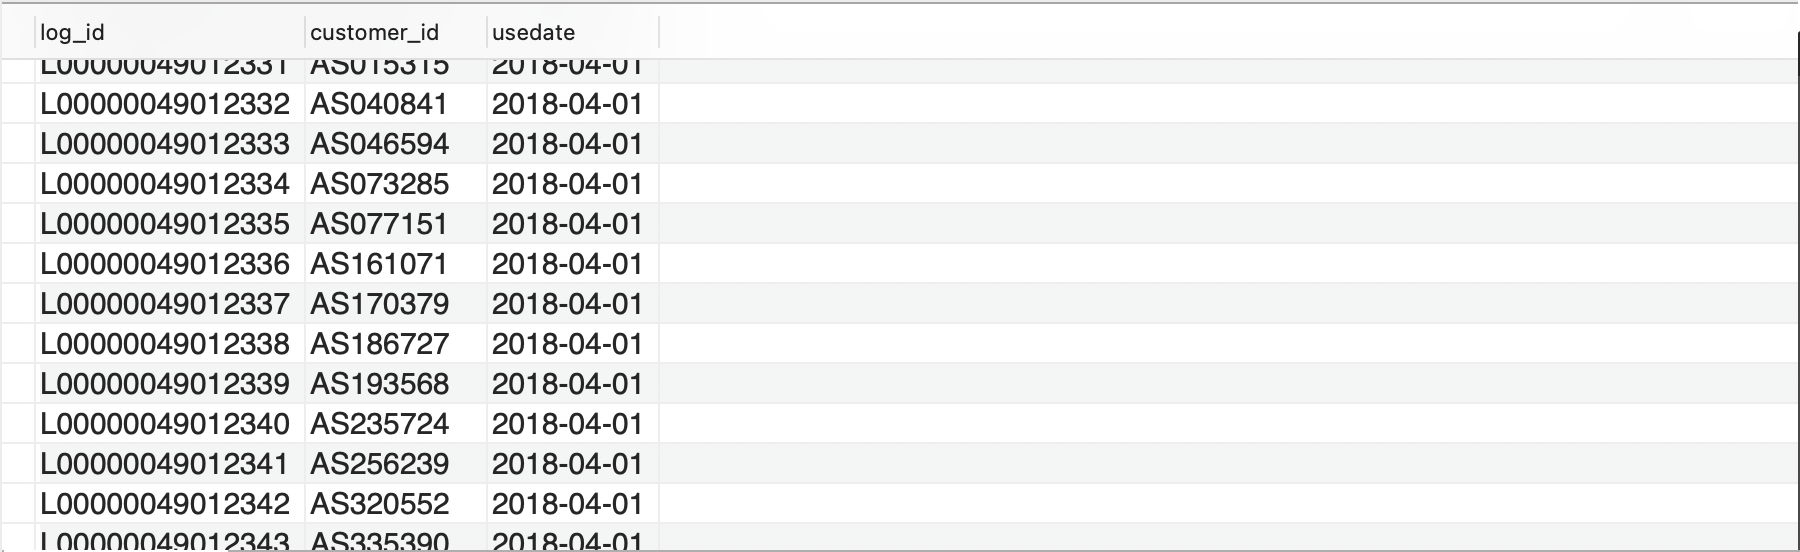 log_id customer_id usedate
L00000049012331 AS015315 2018-04-01
L00000049012332 AS040841 2018-04-01
L00000049012333 AS046594 2018-04-01
L00000049012334 AS073285 2018-04-01
L00000049012335 AS077151 2018-04-01
L00000049012336 AS161071 2018-04-01
L00000049012337 AS170379 2018-04-01
L00000049012338 AS186727 2018-04-01
L00000049012339 AS193568 2018-04-01
L00000049012340 AS235724 2018-04-01
L00000049012341 AS256239 2018-04-01
L00000049012342 AS320552 2018-04-01
L00000049012343 AS335390 2018-04-01